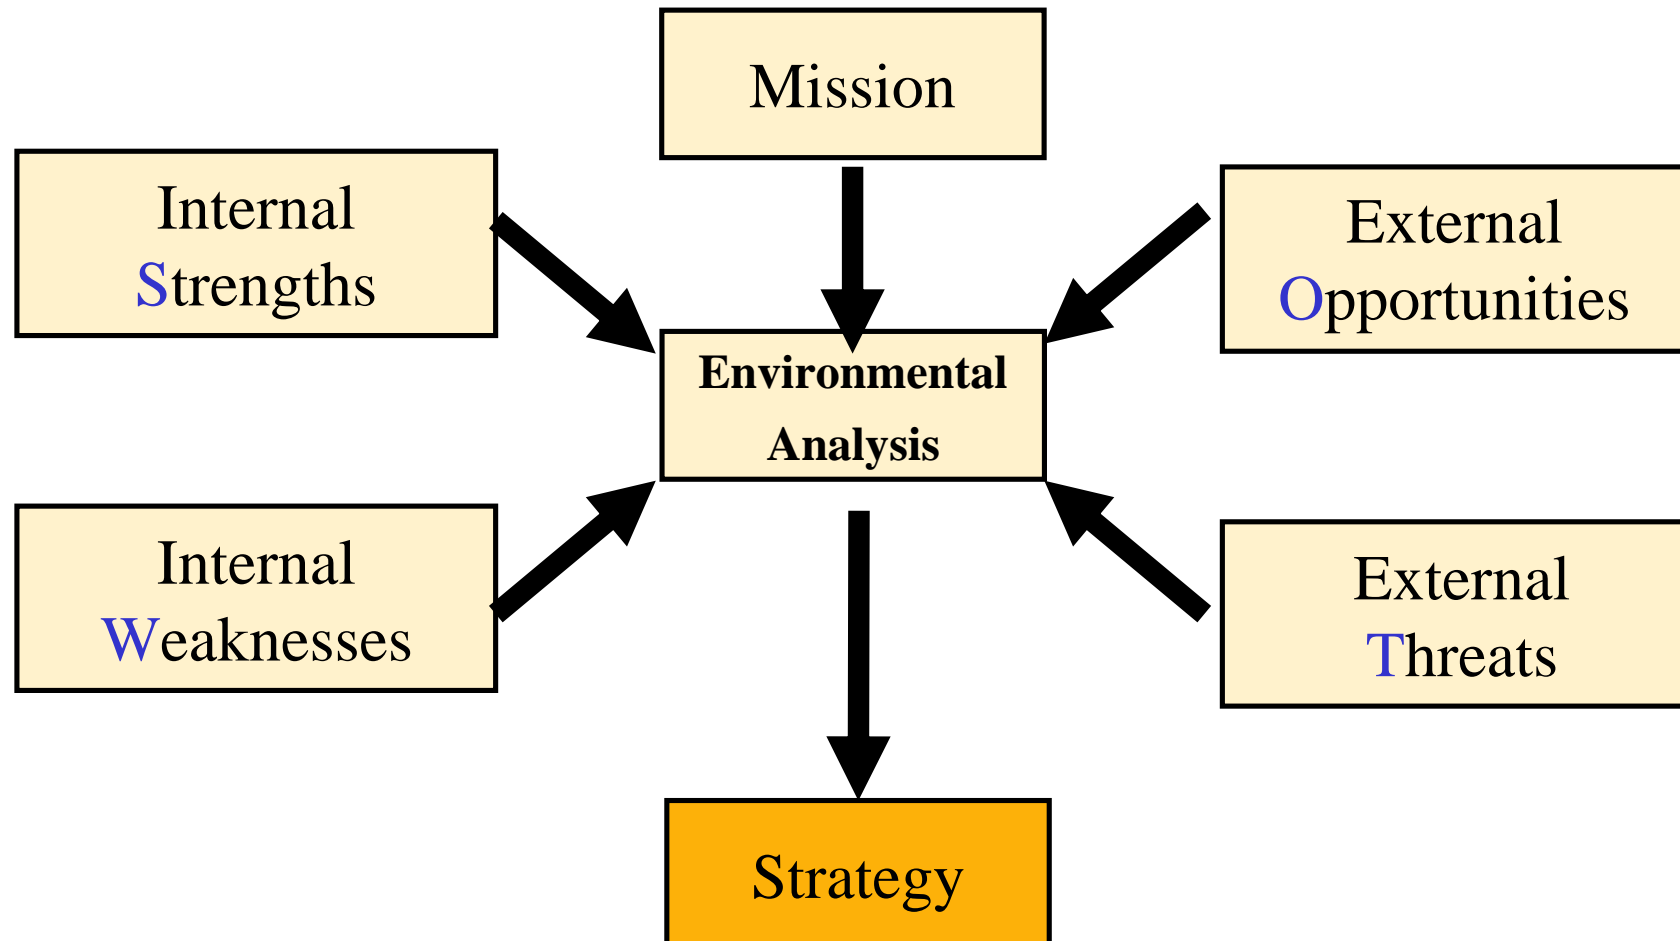 Mission
Internal
Strengths
External
Opportunities
Environmental
Analysis
Internal
Weaknesses
External
Threats
Strategy